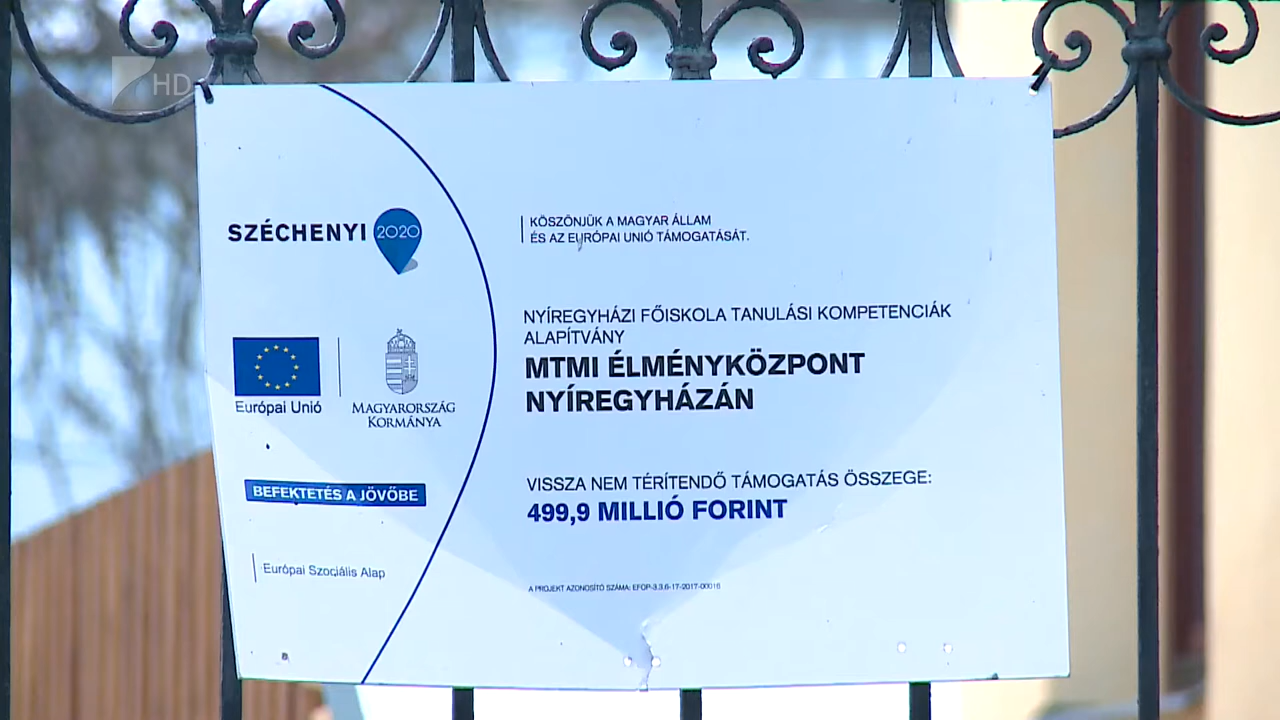 HD
SZÉCHENYI 2020
KÖSZÖNJÜK A MAGYAR ÁLLAM
ÉS AZ EURÓPAI UNIÓ TÁMOGATÁSÁT.
NYÍREGYHÁZI FŐISKOLA TANULÁSI KOMPETENCIÁK
ALAPÍTVÁNY
MTMI ÉLMÉNYKÖZPONT
NYÍREGYHÁZÁN
Európai Unió
MAGYARORSZÁG
KORMÁNYA
BEFEKTETÉS A JÖVŐBE
VISSZA NEM TÉRÍTENDŐ TÁMOGATÁS ÖSSZEGE:
499,9 MILLIÓ FORINT
Európai Szociális Alap
A PROJEKT AZONOSÍTÓ SZÁMA: EFOP-3.3.6-17-2017-00016